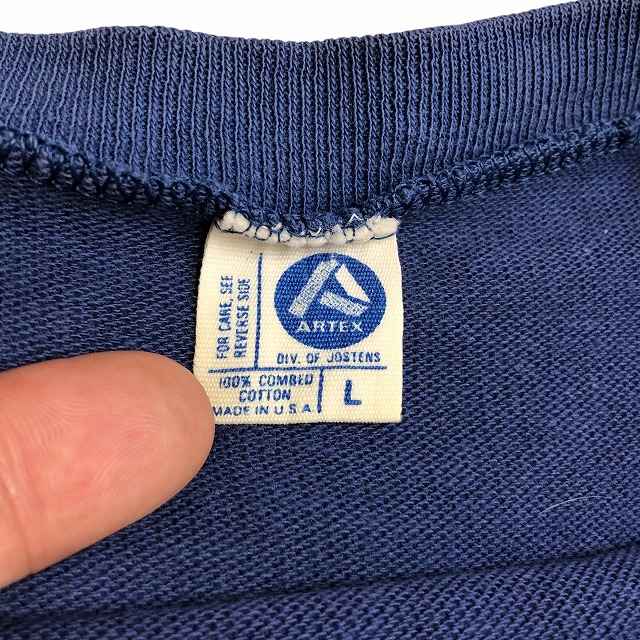 FOR CARE, SEE
REVERSE SIDE
ARTEX
DIV. OF JOSTENS
100% COMBED
COTTON
MADE IN U.S.A
L